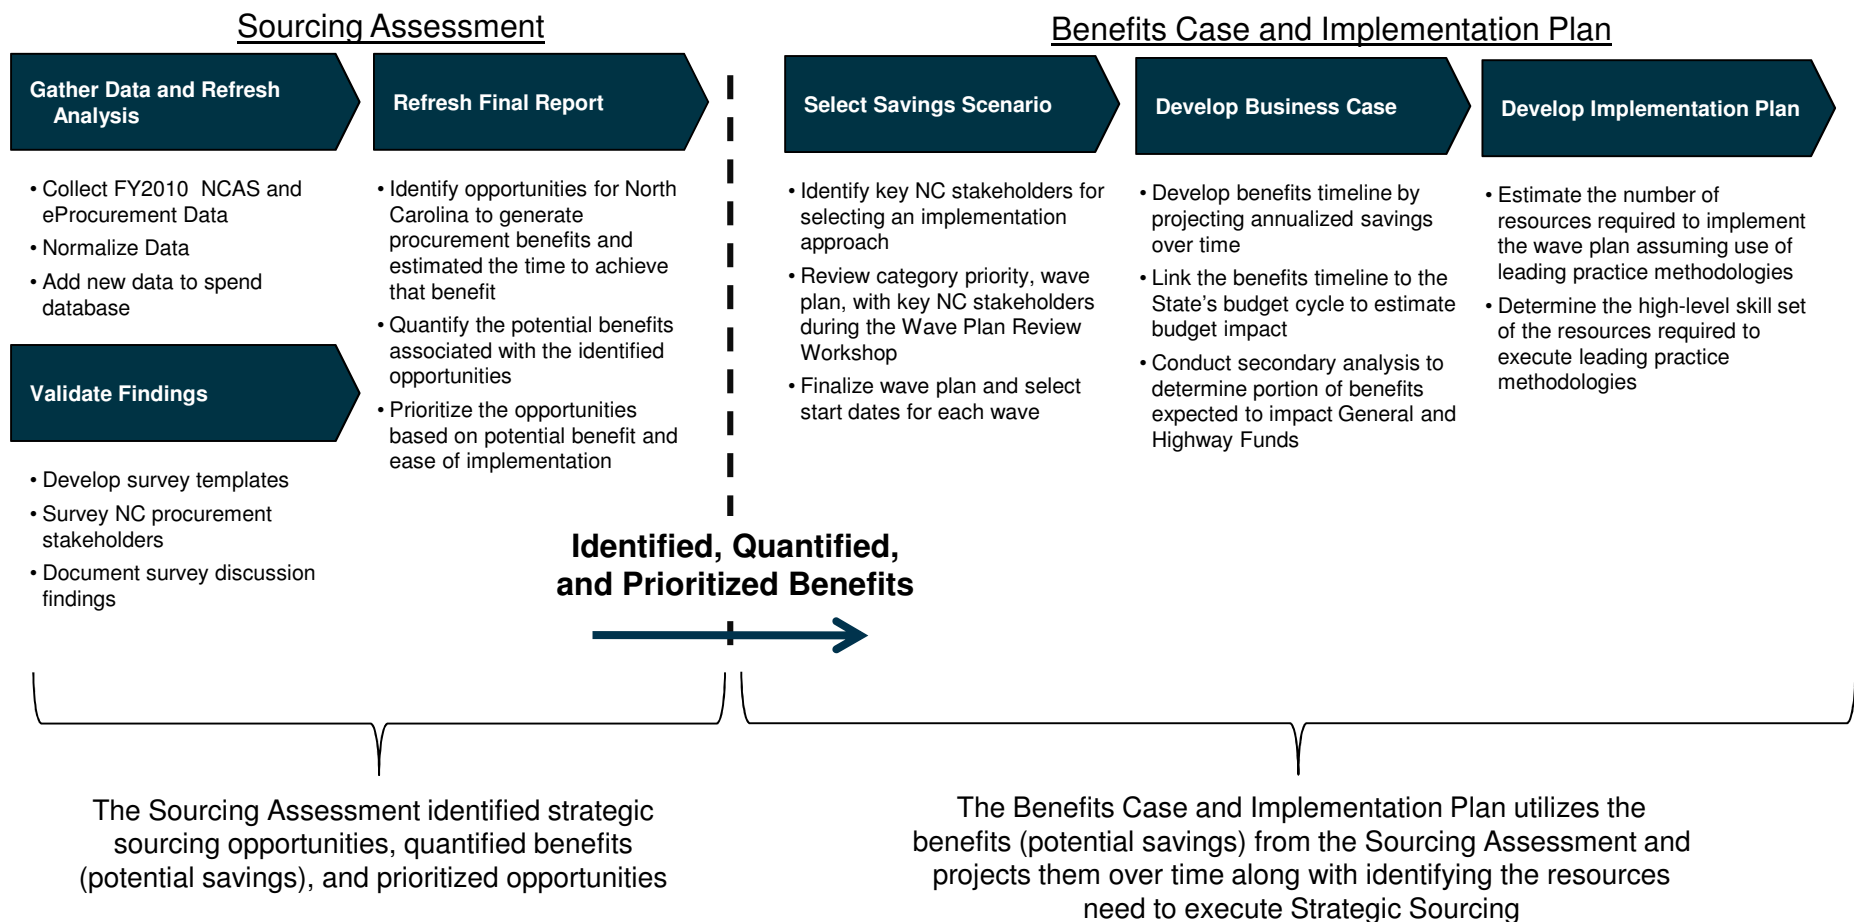 Sourcing Assessment
Benefits Case and Implementation Plan
Gather Data and Refresh
Analysis
• Collect FY2010 NCAS and
eProcurement Data
• Normalize Data
• Add new data to spend
database
Validate Findings
• Develop survey templates
• Survey NC procurement
stakeholders
• Document survey discussion
findings
Refresh Final Report
• Identify opportunities for North
Carolina to generate
procurement benefits and
estimated the time to achieve
that benefit
• Quantify the potential benefits
associated with the identified
opportunities
• Prioritize the opportunities
based on potential benefit and
ease of implementation
Select Savings Scenario
• Identify key NC stakeholders for
selecting an implementation
approach
• Review category priority, wave
plan, with key NC stakeholders
during the Wave Plan Review
Workshop
• Finalize wave plan and select
start dates for each wave
Develop Business Case
• Develop benefits timeline by
projecting annualized savings
over time
• Link the benefits timeline to the
State’s budget cycle to estimate
budget impact
• Conduct secondary analysis to
determine portion of benefits
expected to impact General and
Highway Funds
Develop Implementation Plan
• Estimate the number of
resources required to implement
the wave plan assuming use of
leading practice methodologies
• Determine the high-level skill set
of the resources required to
execute leading practice
methodologies
Identified, Quantified,
and Prioritized Benefits
The Sourcing Assessment identified strategic
sourcing opportunities, quantified benefits
(potential savings), and prioritized opportunities
The Benefits Case and Implementation Plan utilizes the
benefits (potential savings) from the Sourcing Assessment and
projects them over time along with identifying the resources
need to execute Strategic Sourcing